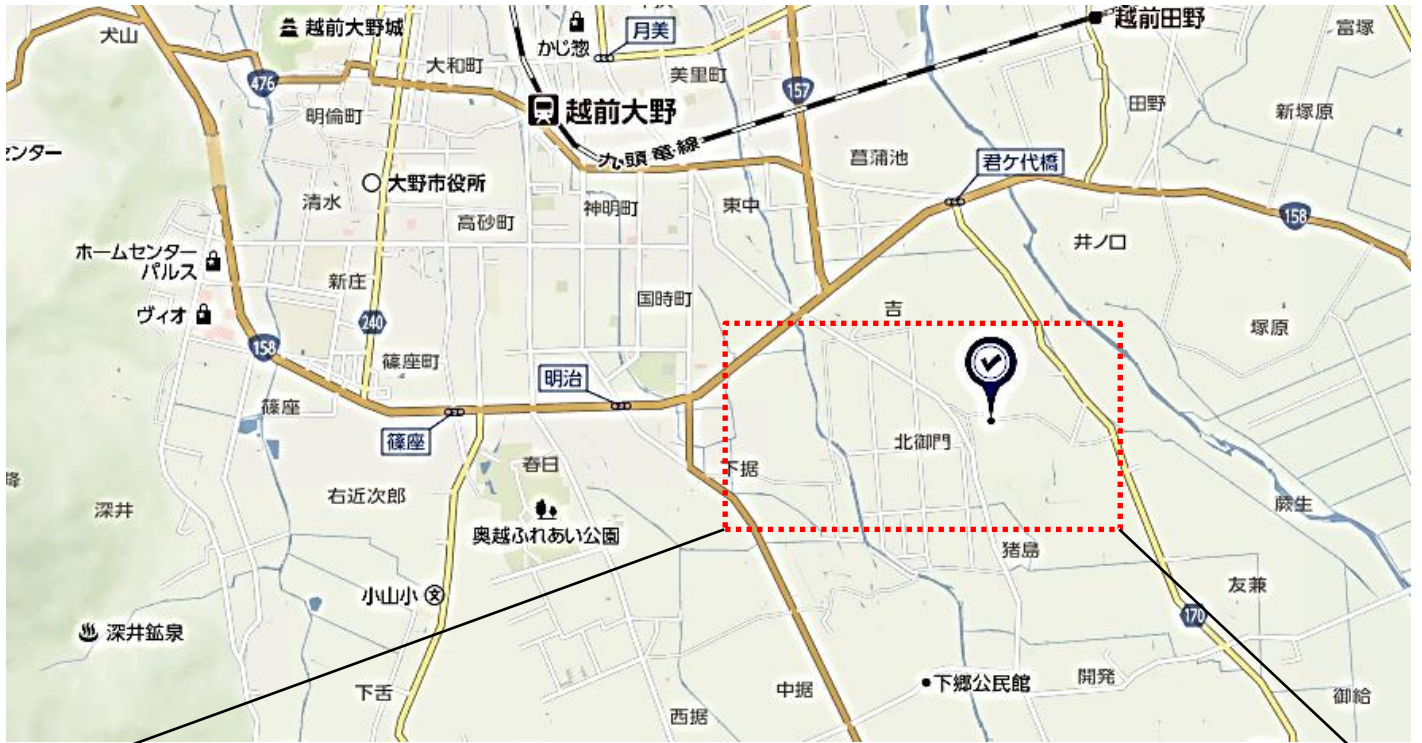 犬山
越前大野城
かじ惣
月美
越前田野
富塚
大和町
美里町
476
157
明倫町
越前大野
田野
新塚原
センター
九頭竜線
菖蒲池
君ケ代橋
大野市役所
清水
神明町
東中
高砂町
158
井ノ口
ホームセンター
パルス
新庄
国時町
吉
ヴィオ
240
塚原
158
篠座町
明治
篠座
篠座
北御門
春日
下据
右近次郎
深井
蕨生
奥越ふれあい公園
猪島
友兼
小山小
文
170
深井鉱泉
下舌
中据
下郷公民館
開発
御給
西据